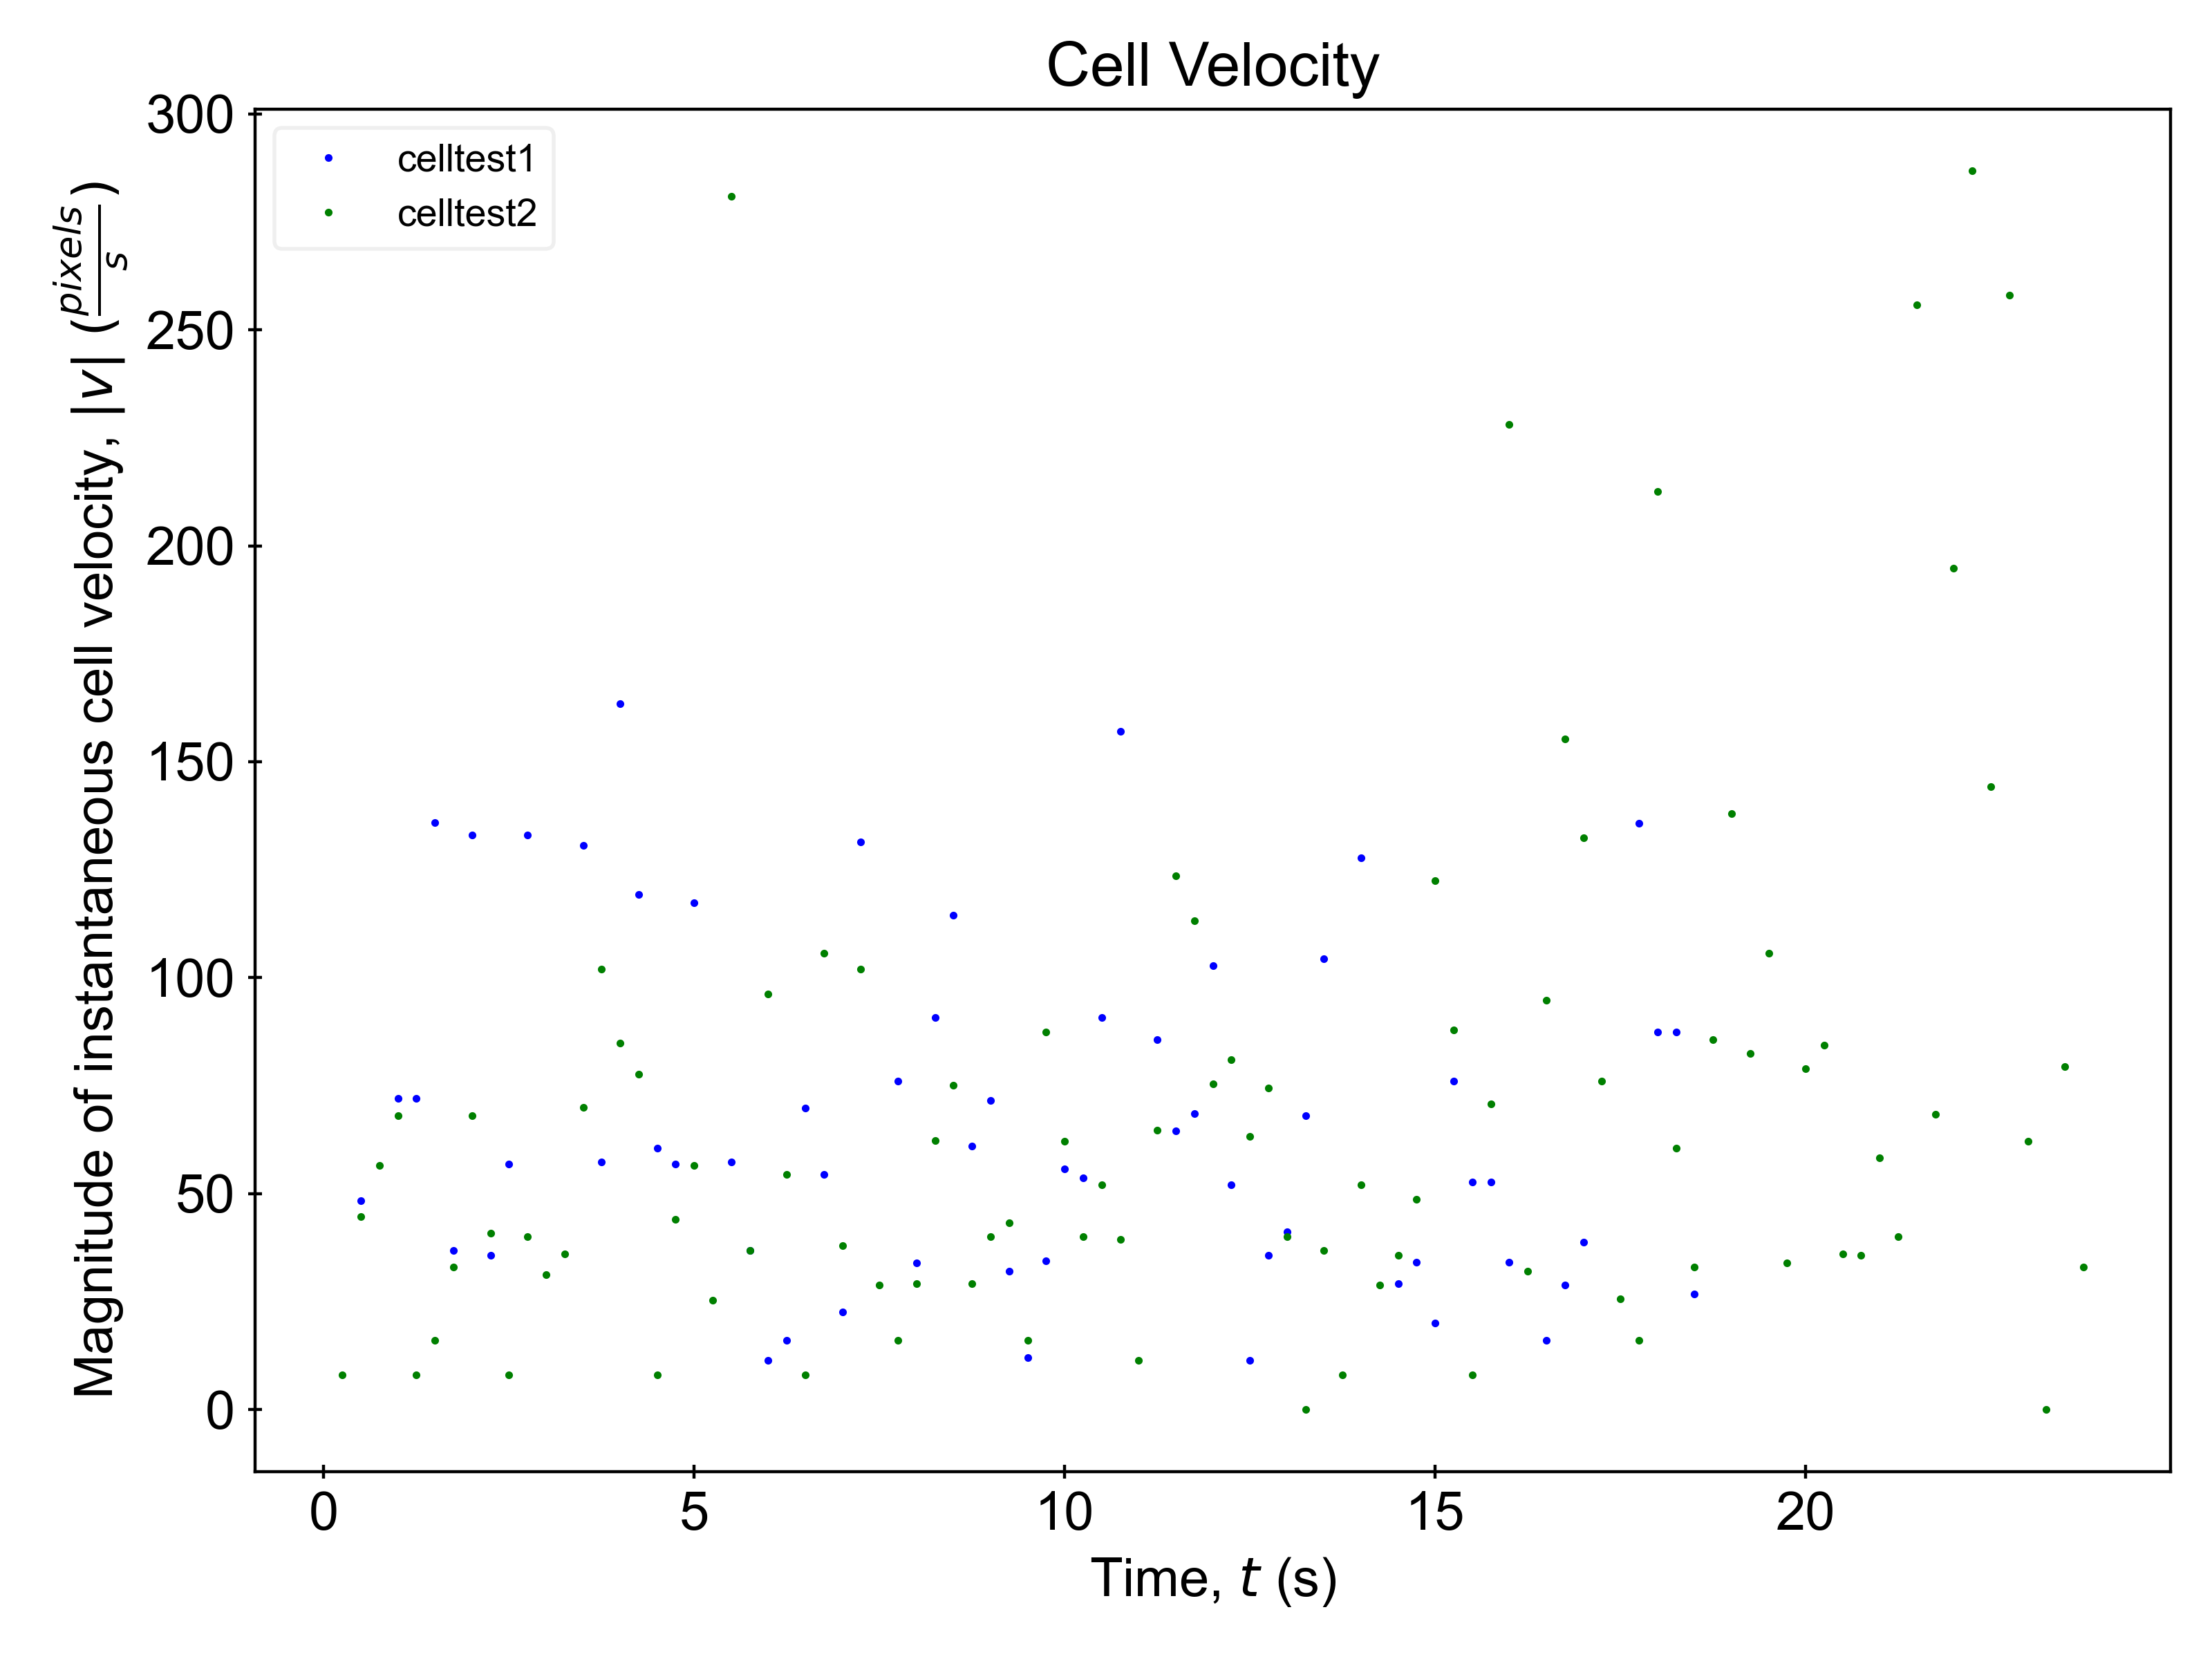 Cell Velocity
celltest1
celltest2
Magnitude of instantaneous cell velocity, |v| (pixels/s)
300
250
200
150
100
50
0
0 5 10 15 20
Time, t (s)